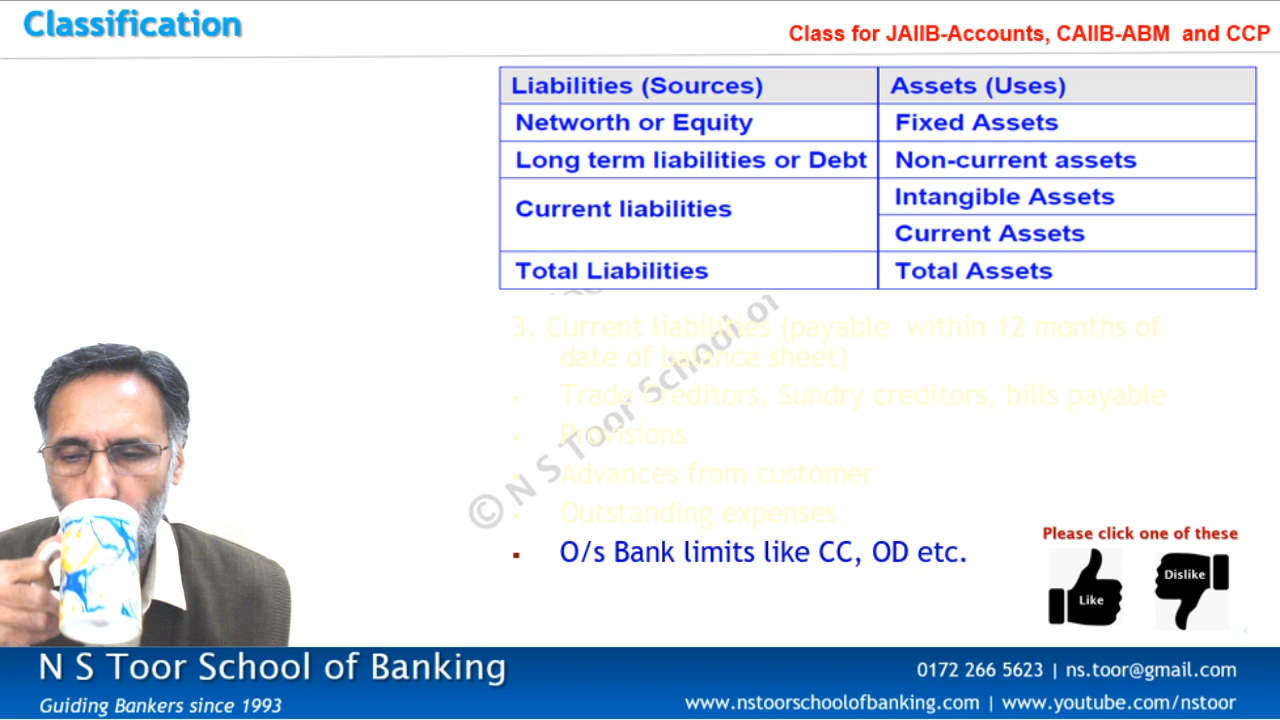 Classification
Class for JAIIB-Accounts, CAIIB-ABM and CCP
Liabilities (Sources) Assets (Uses)
Networth or Equity Fixed Assets
Long term liabilities or Debt Non-current assets
Current liabilities Intangible Assets
Current Assets
Total Liabilities Total Assets
3. Current liabilities (payable within 12 months of
date of balance sheet)
- Trade Creditors, Sundry creditors, bills payable
- Provisions
- Advances from customer
- Outstanding expenses
▪ O/s Bank limits like CC, OD etc.
© N S Toor School of
Please click one of these
Like
Dislike
N S Toor School of Banking
Guiding Bankers since 1993
0172 266 5623 | ns.toor@gmail.com
www.nstoorschoolofbanking.com | www.youtube.com/nstoor